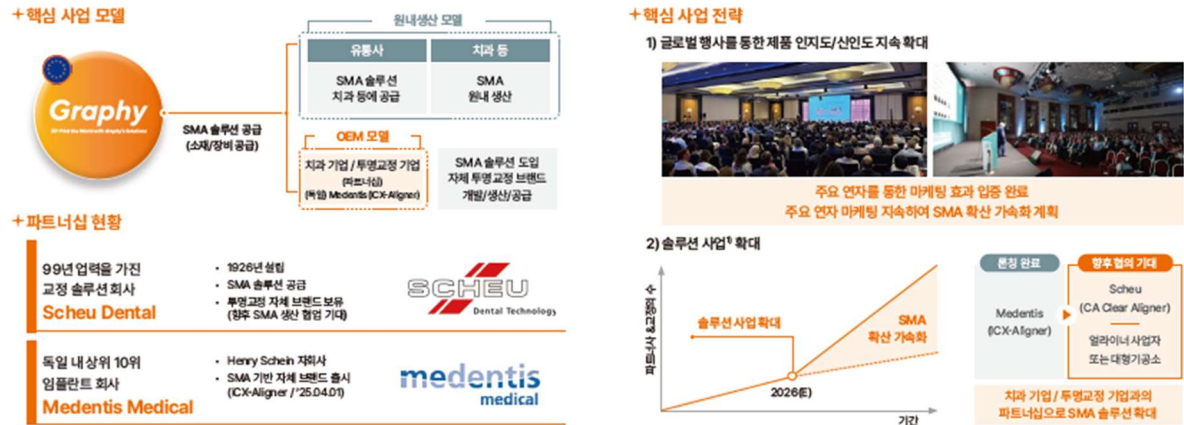 핵심 사업 모델
원내생산 모델
유통사
치과 등
SMA 솔루션
치과 등에 공급
SMA
원내 생산
Graphy
SMA 솔루션 공급
(소재/장비 공급)
OEM 모델
치과 기업 / 투명교정 기업
(파트너십)
(독일) Medentis (ICX-Aligner)
SMA 솔루션 도입
자체 투명 교정 브랜드
개발/생산/공급
파트너십 현황
99년 업력을 가진
교정 솔루션 회사
Scheu Dental
• 1926년 설립
• SMA 솔루션 공급
• 투명교정 자체 브랜드 보유
(향후 SMA 생산 협업 기대)
SCHEU
Dental Technology
독일 내 상위 10위
임플란트 회사
Medentis Medical
• Henry Schein 자회사
• SMA 기반 자체 브랜드 출시
(ICX-Aligner / '25.04.01)
medentis
medical
핵심 사업 전략
1) 글로벌 행사를 통한 제품 인지도/신인도 지속 확대
주요 연자를 통한 마케팅 효과 입증 완료
주요 연자 마케팅 지속하여 SMA 확산 가속화 계획
2) 솔루션 사업1) 확대
파트너사 & 교정의 수
솔루션 사업 확대
SMA
확산 가속화
2026(E)
기간
론칭 완료
Medentis
(ICX-Aligner)
향후 협의 기대
Scheu
(CA Clear Aligner)
얼라이너 사업자
또는 대형기공소
치과 기업 / 투명교정 기업과의
파트너십으로 SMA 솔루션 확대